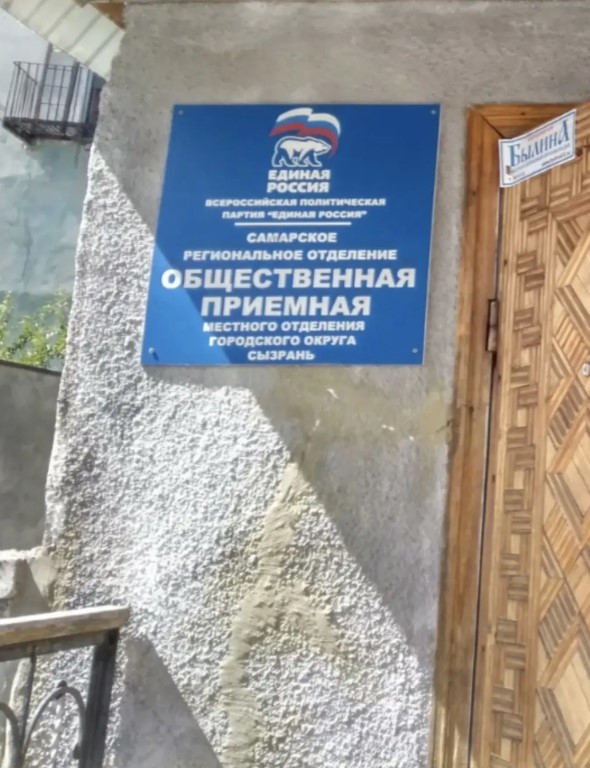 ЕДИНАЯ
РОССИЯ
ВСЕРОССИЙСКАЯ ПОЛИТИЧЕСКАЯ
ПАРТИЯ "ЕДИНАЯ РОССИЯ"
САМАРСКОЕ
РЕГИОНАЛЬНОЕ ОТДЕЛЕНИЕ
ОБЩЕСТВЕННАЯ
ПРИЕМНАЯ
МЕСТНОГО ОТДЕЛЕНИЯ
ГОРОДСКОГО ОКРУГА
СЫЗРАНЬ
БЫЛИНА